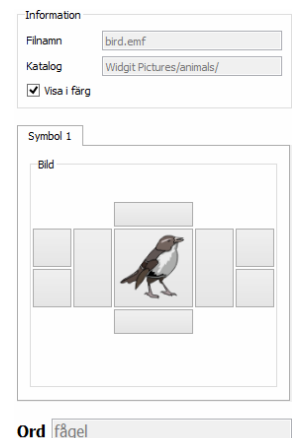 Information
Filnamn bird.emf
Katalog Widgit Pictures/animals/
Visa i färg
Symbol 1
Bild
Ord fågel